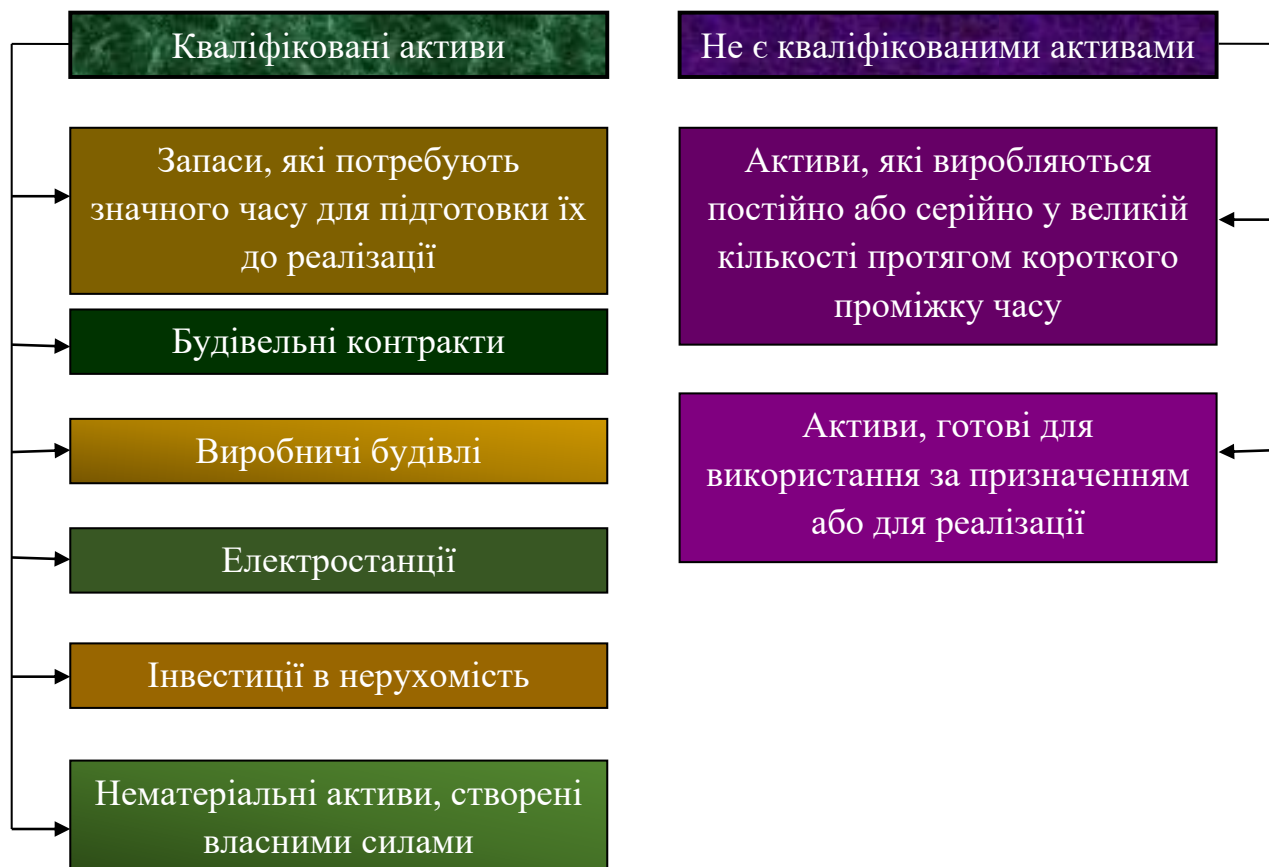 Кваліфіковані активи
Запаси, які потребують
значного часу для підготовки їх
до реалізації
Будівельні контракти
Виробничі будівлі
Електростанції
Інвестиції в нерухомість
Нематеріальні активи, створені
власними силами
Не є кваліфікованими активами
Активи, які виробляються
постійно або серійно у великій
кількості протягом короткого
проміжку часу
Активи, готові для
використання за призначенням
або для реалізації